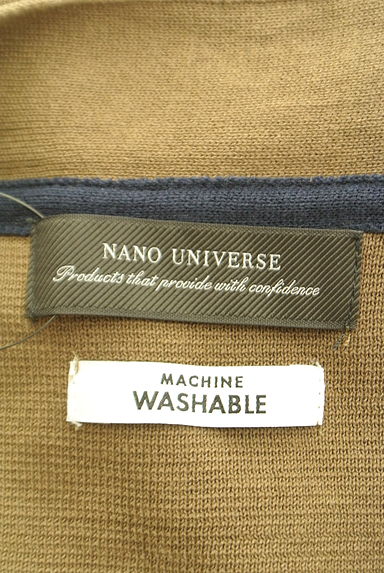 NANO UNIVERSE
Products that provide with confidence
MACHINE
WASHABLE